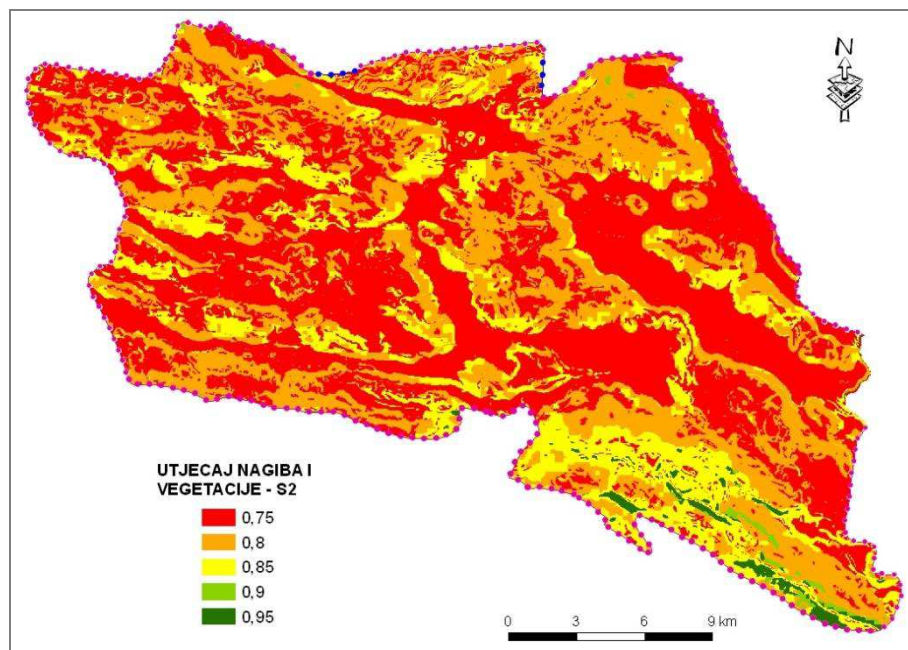 N
UTJECAJ NAGIBA I
VEGETACIJE - S2
0,75
0,8
0,85
0,9
0,95
0 3 6 9 km